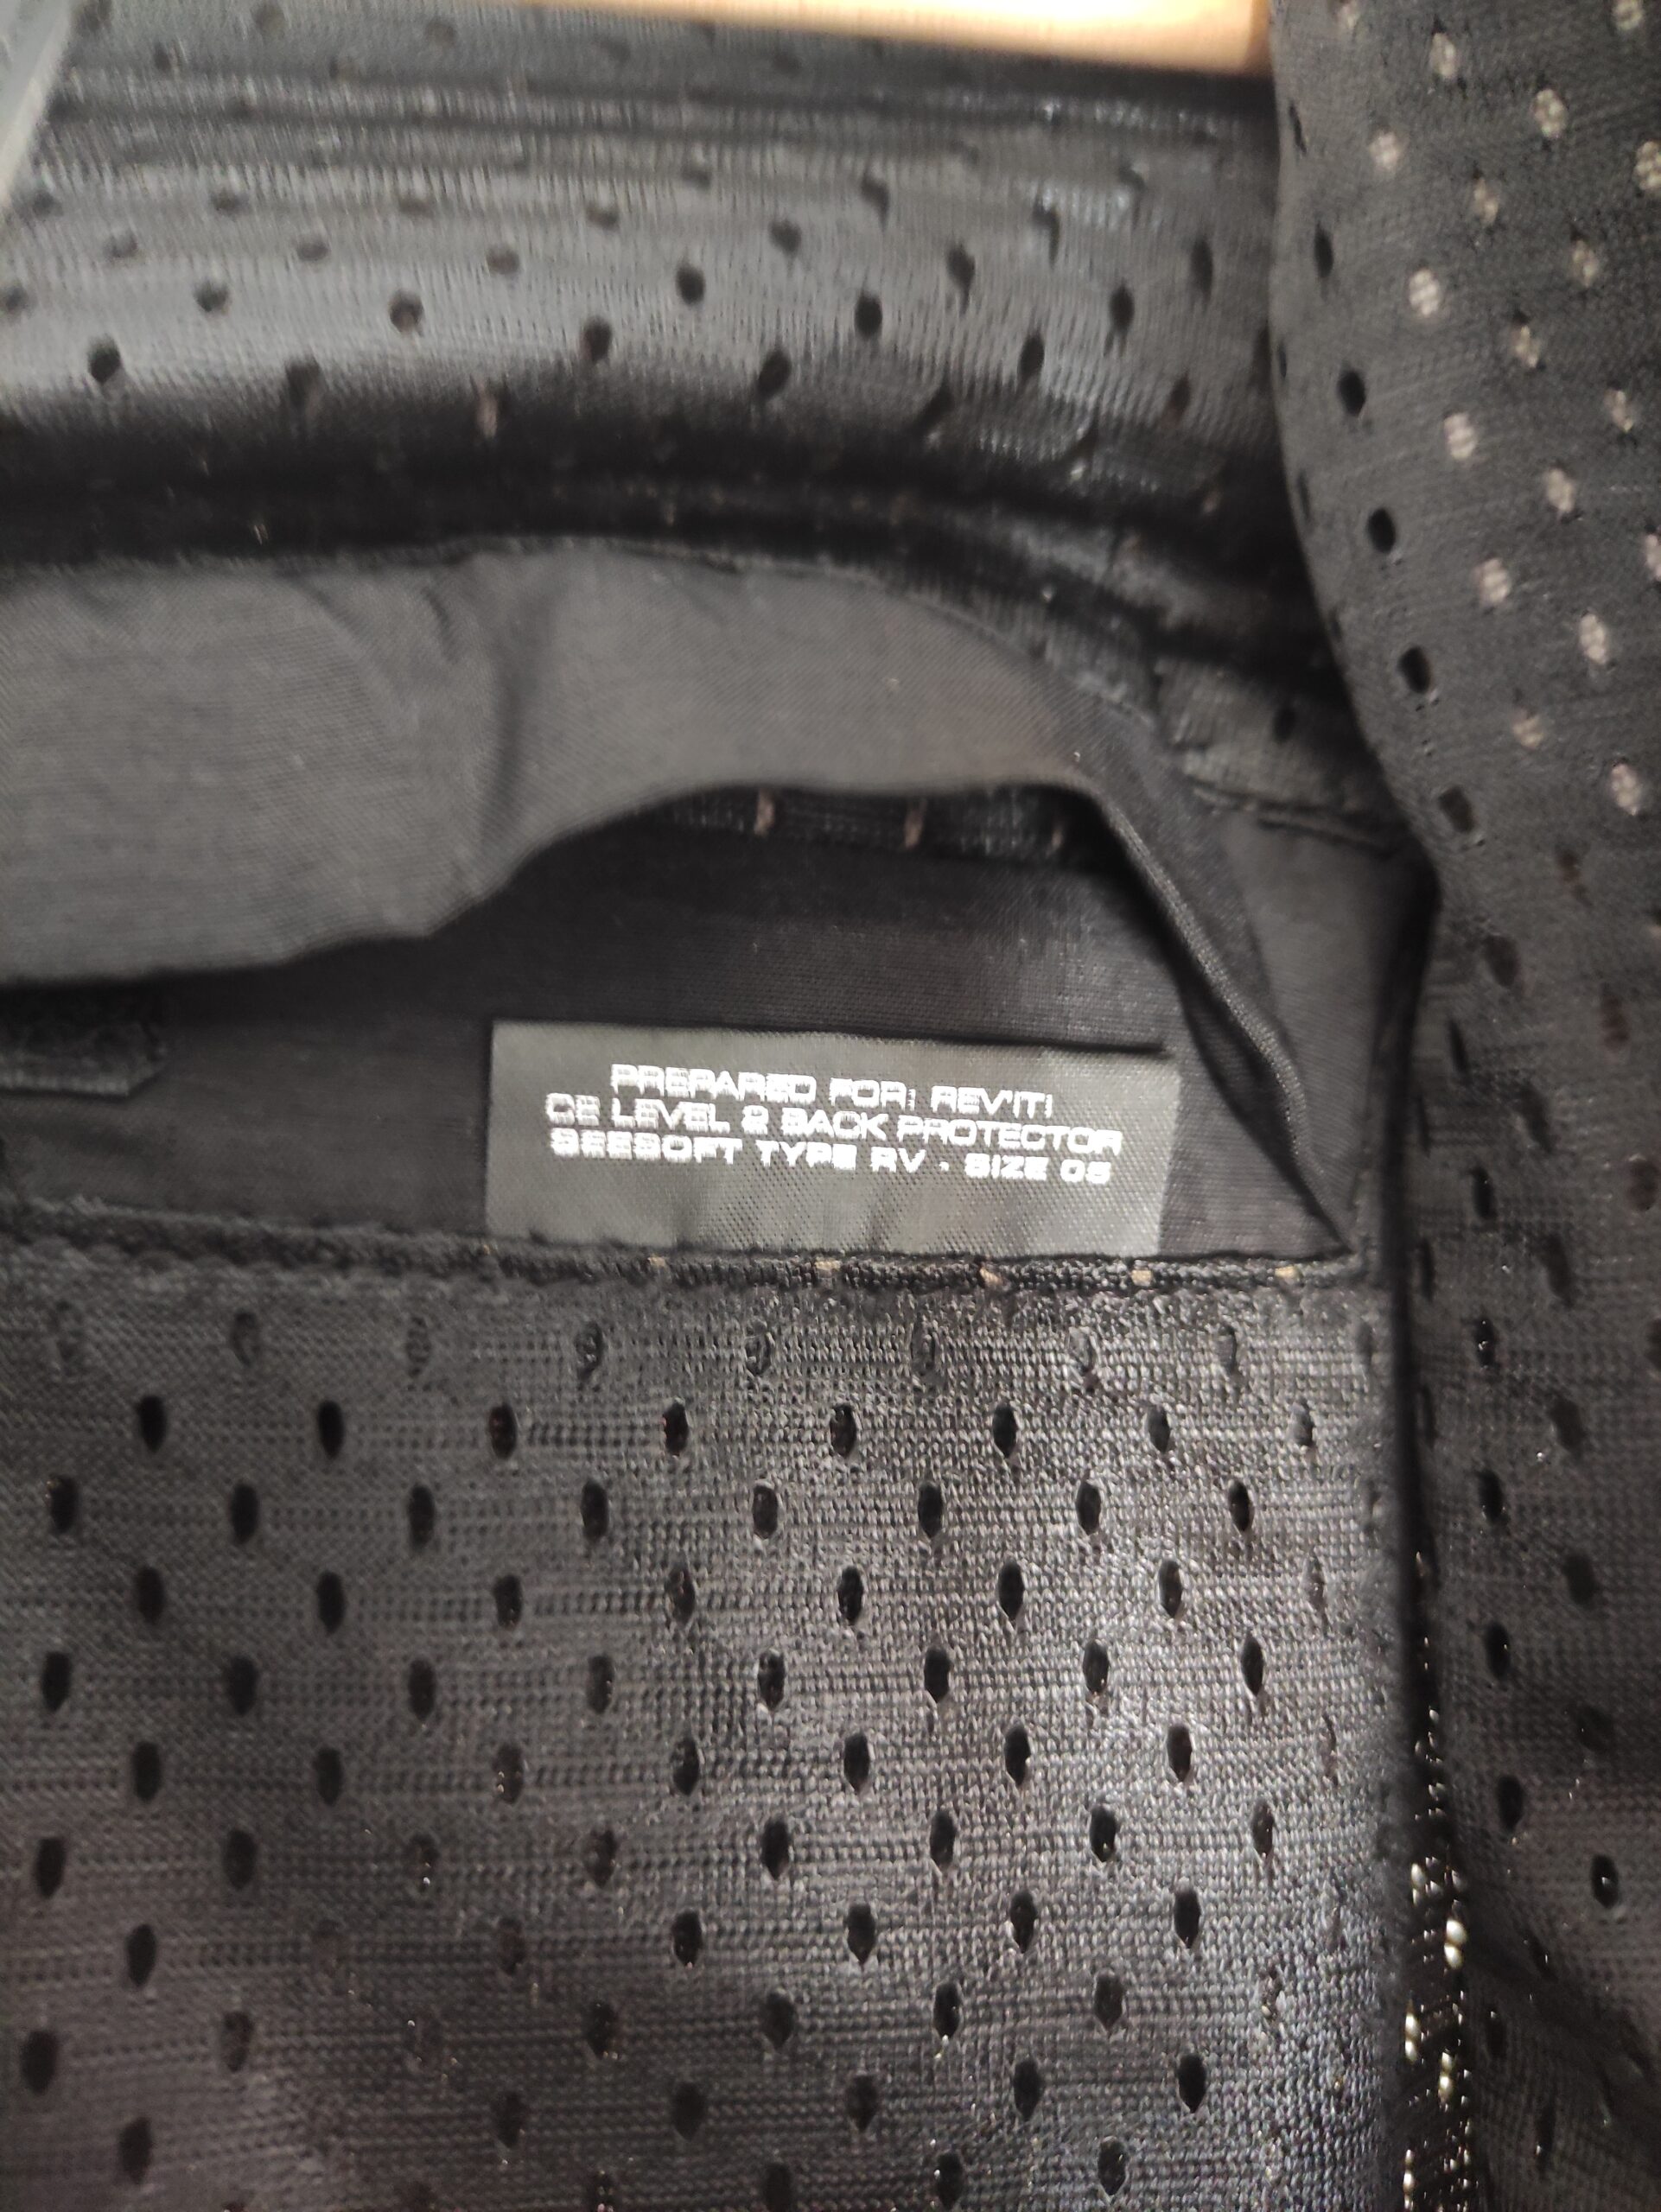 PREPARED FOR: REV'IT!
CE LEVEL 2 BACK PROTECTOR
SEESOFT TYPE RV - SIZE 05